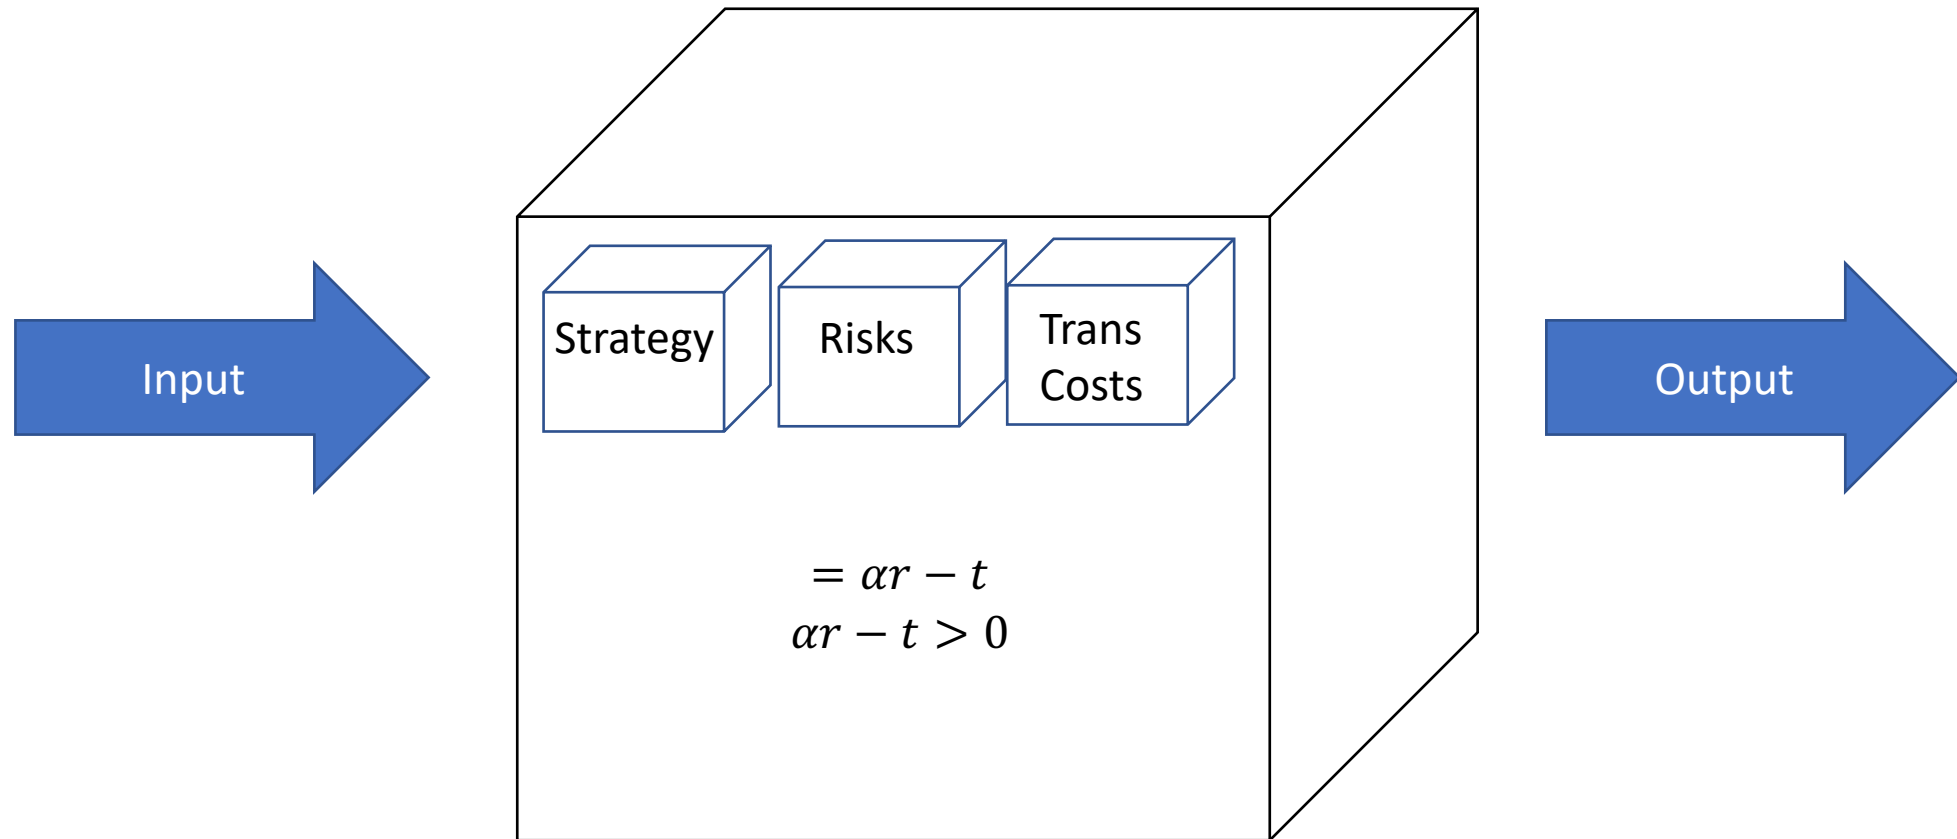 Input
Strategy
Risks
Trans
Costs
Output
= αr − t
αr − t > 0